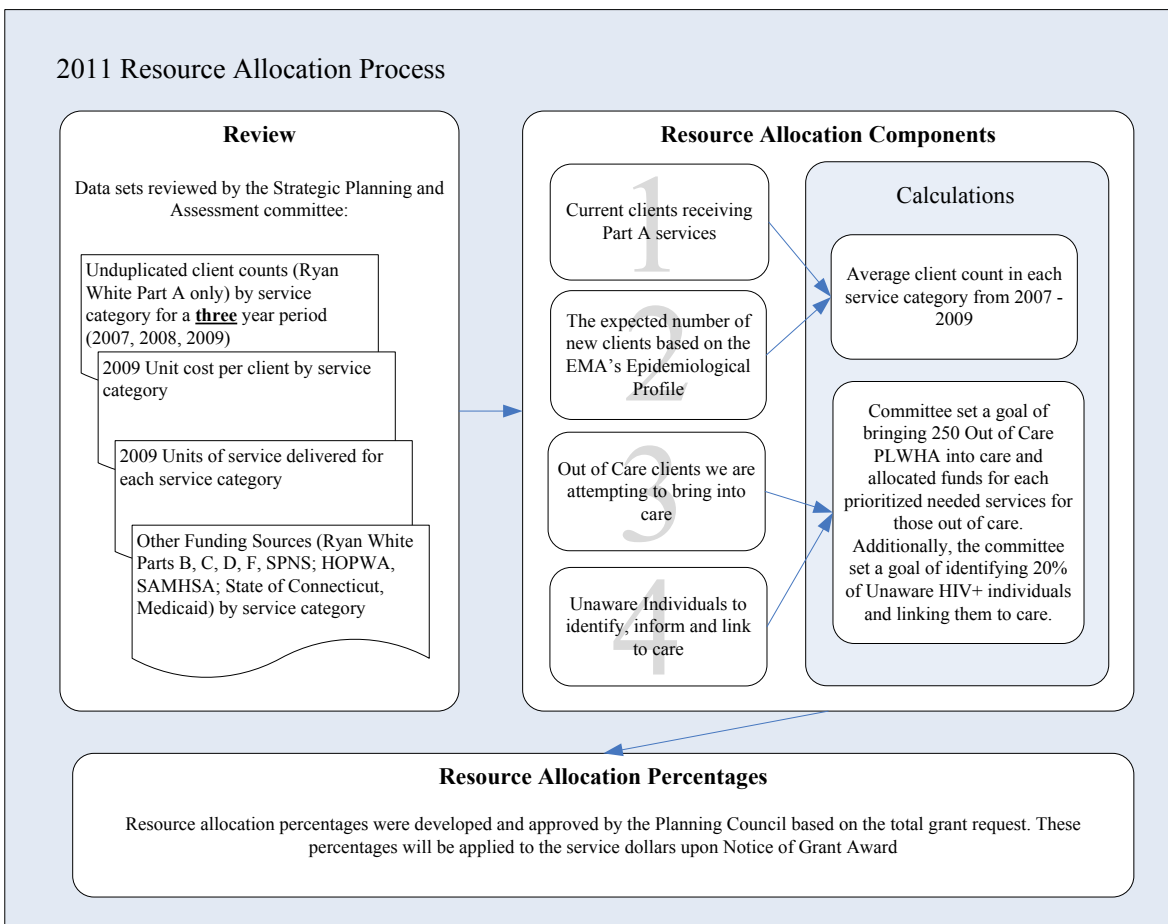 2011 Resource Allocation Process
Review
Data sets reviewed by the Strategic Planning and
Assessment committee:
Unduplicated client counts (Ryan
White Part A only) by service
category for a three year period
(2007, 2008, 2009)
2009 Unit cost per client by service
category
2009 Units of service delivered for
each service category
Other Funding Sources (Ryan White
Parts B, C, D, F, SPNS; HOPWA,
SAMHSA; State of Connecticut,
Medicaid) by service category
Resource Allocation Components
1
Current clients receiving
Part A services
2
The expected number of
new clients based on the
EMA's Epidemiological
Profile
3
Out of Care clients we are
attempting to bring into
care
4
Unaware Individuals to
identify, inform and link
to care
Calculations
Average client count in each
service category from 2007 -
2009
Committee set a goal of
bringing 250 Out of Care
PLWHA into care and
allocated funds for each
prioritized needed services for
those out of care.
Additionally, the committee
set a goal of identifying 20%
of Unaware HIV+ individuals
and linking them to care.
Resource Allocation Percentages
Resource allocation percentages were developed and approved by the Planning Council based on the total grant request. These
percentages will be applied to the service dollars upon Notice of Grant Award